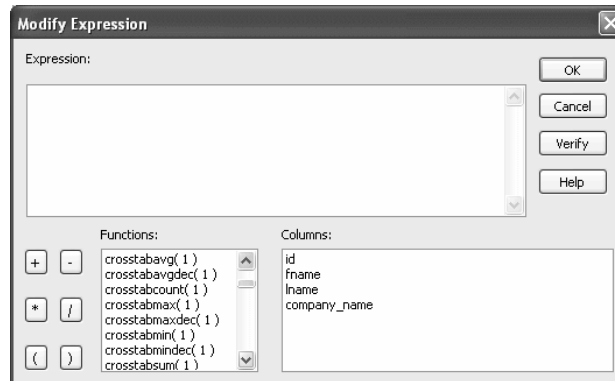 Modify Expression
Expression:
OK
Cancel
Verify
Help
Functions:
Columns:
+ -
* /
( )
crosstabavg( 1 )
crosstabavgdec( 1 )
crosstabcount( 1 )
crosstabmax( 1 )
crosstabmaxdec( 1 )
crosstabmin( 1 )
crosstabmindec( 1 )
crosstabsum( 1 )
id
fname
lname
company_name